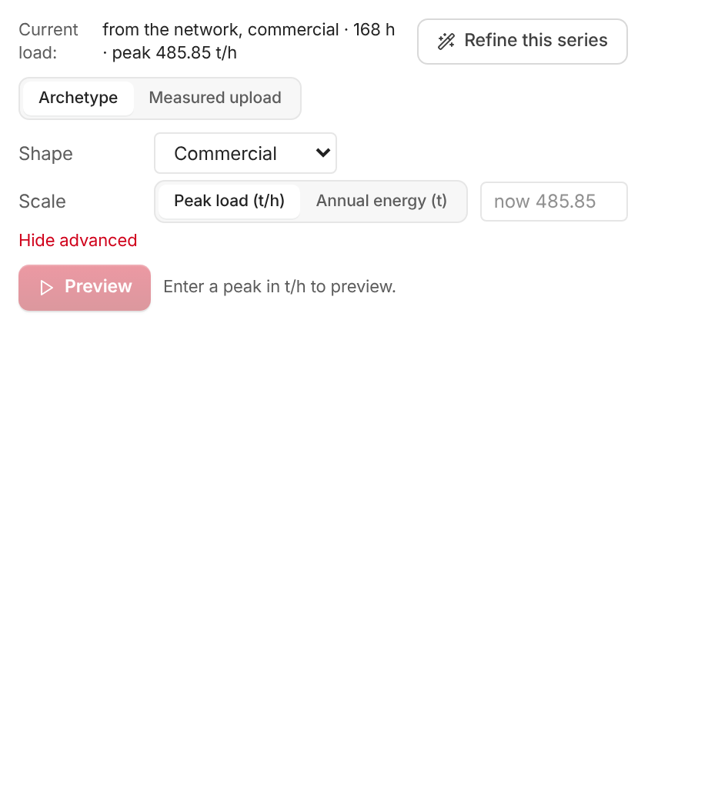 Current load: from the network, commercial · 168 h · peak 485.85 t/h
Refine this series
Archetype Measured upload
Shape Commercial
Scale Peak load (t/h) Annual energy (t) now 485.85
Hide advanced
Preview Enter a peak in t/h to preview.